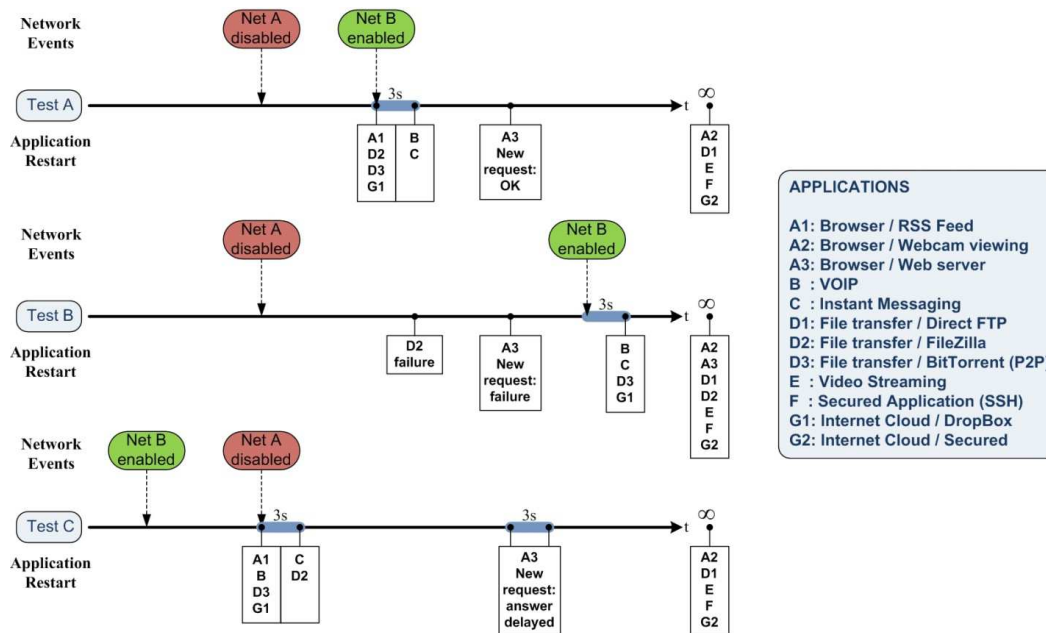 Network
Events
Net A
disabled
Net B
enabled
Test A
3s
t
∞
Application
Restart
A1
D2
D3
G1
B
C
A3
New
request:
OK
A2
D1
E
F
G2
Network
Events
Net A
disabled
Net B
enabled
Test B
3s
t
∞
Application
Restart
D2
failure
A3
New
request:
failure
B
C
D3
G1
A2
A3
D1
D2
E
F
G2
Network
Events
Net B
enabled
Net A
disabled
Test C
3s
3s
t
∞
Application
Restart
A1
B
D3
G1
C
D2
A3
New
request:
answer
delayed
A2
D1
E
F
G2
APPLICATIONS
A1: Browser / RSS Feed
A2: Browser / Webcam viewing
A3: Browser / Web server
B : VOIP
C : Instant Messaging
D1: File transfer / Direct FTP
D2: File transfer / FileZilla
D3: File transfer / BitTorrent (P2P)
E : Video Streaming
F : Secured Application (SSH)
G1: Internet Cloud / DropBox
G2: Internet Cloud / Secured